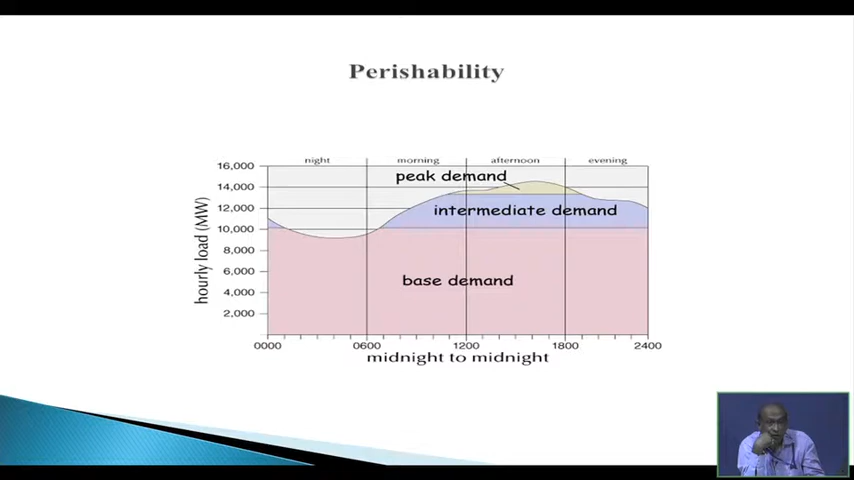 Perishability
night morning afternoon evening
16,000
14,000
12,000
10,000
8,000
6,000
4,000
2,000
hourly load (MW)
peak demand
intermediate demand
base demand
0000 0600 1200 1800 2400
midnight to midnight